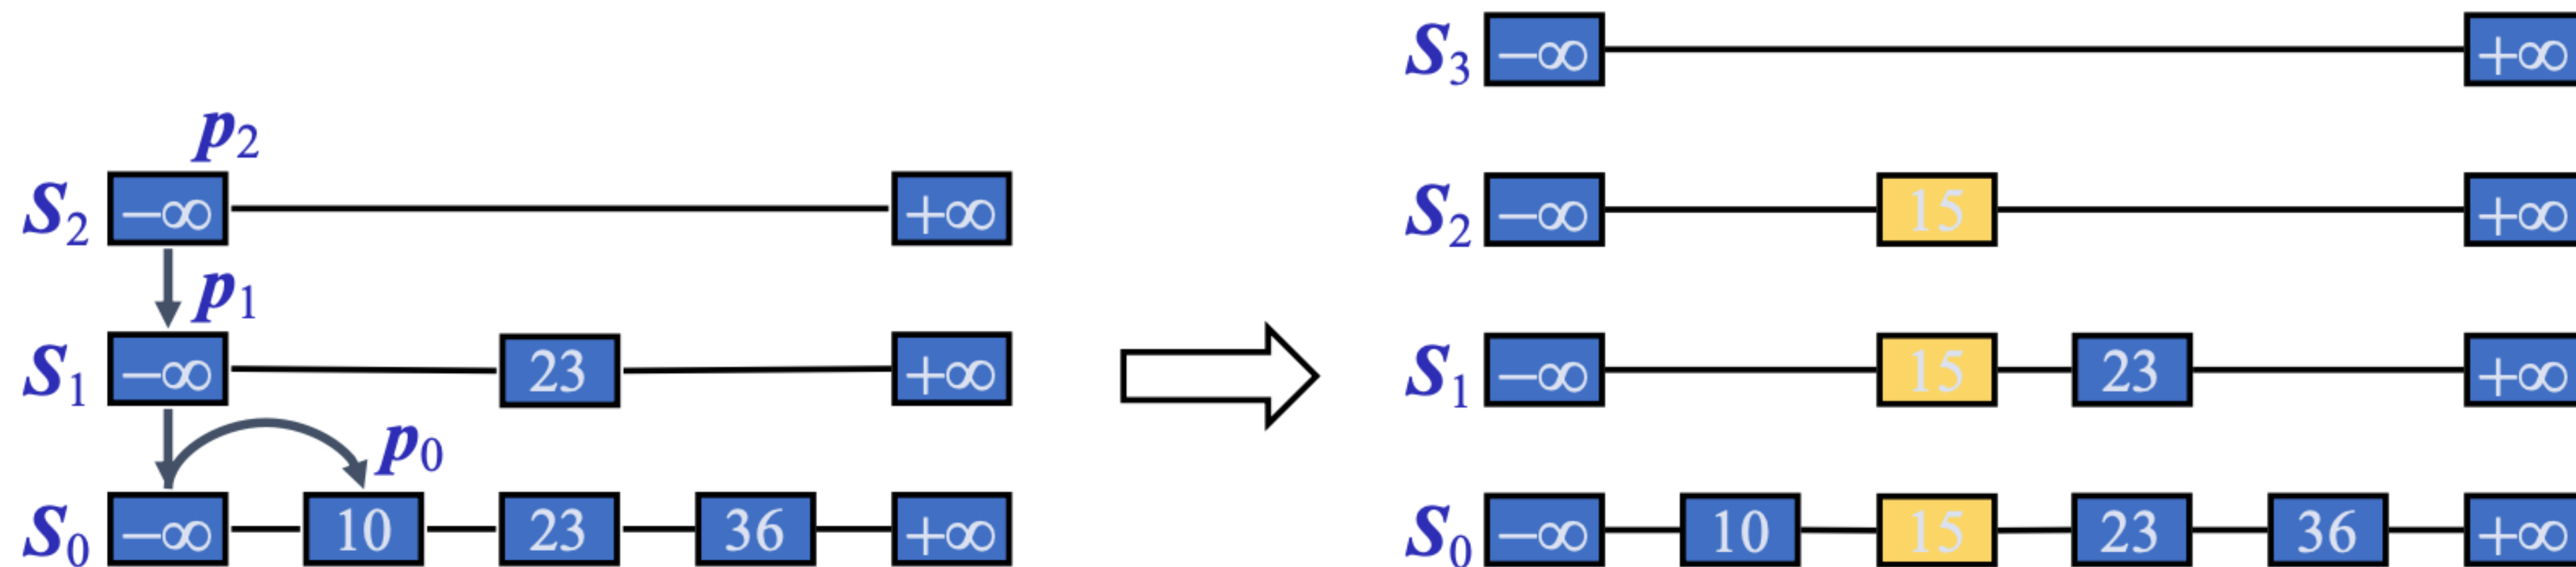 S₃ −∞ +∞
p₂
S₂ −∞ +∞ S₂ −∞ 15 +∞
p₁
S₁ −∞ 23 +∞ S₁ −∞ 15 23 +∞
p₀
S₀ −∞ 10 23 36 +∞ S₀ −∞ 10 15 23 36 +∞